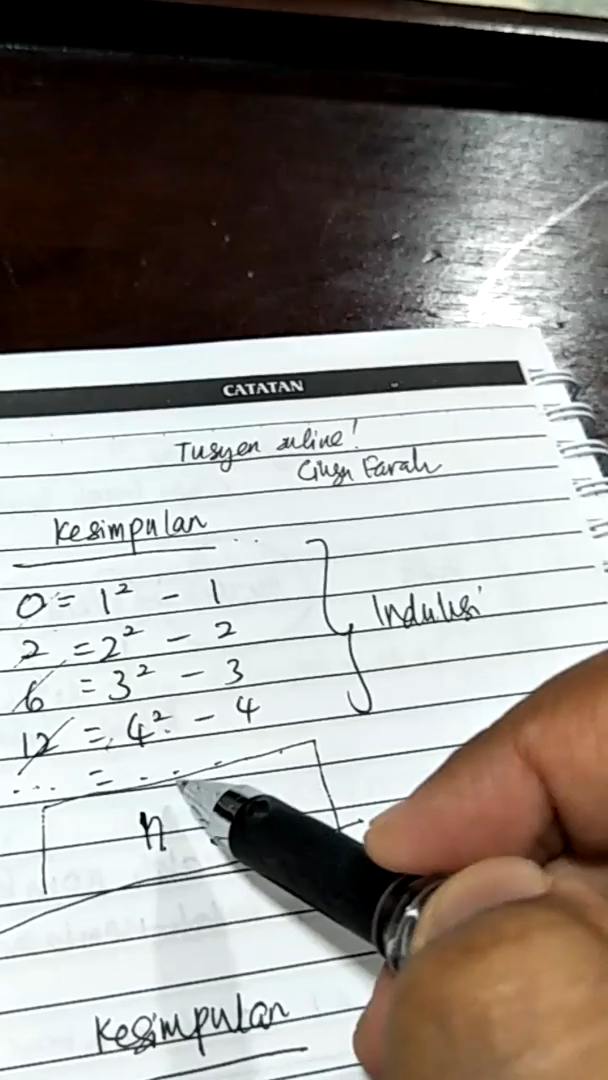 CATATAN
Tusyen online!
Cikgu Farah
Kesimpulan
0 = 1² - 1
2 = 2² - 2
6 = 3² - 3
12 = 4² - 4
... = ...
Induksi
n
Kesimpulan